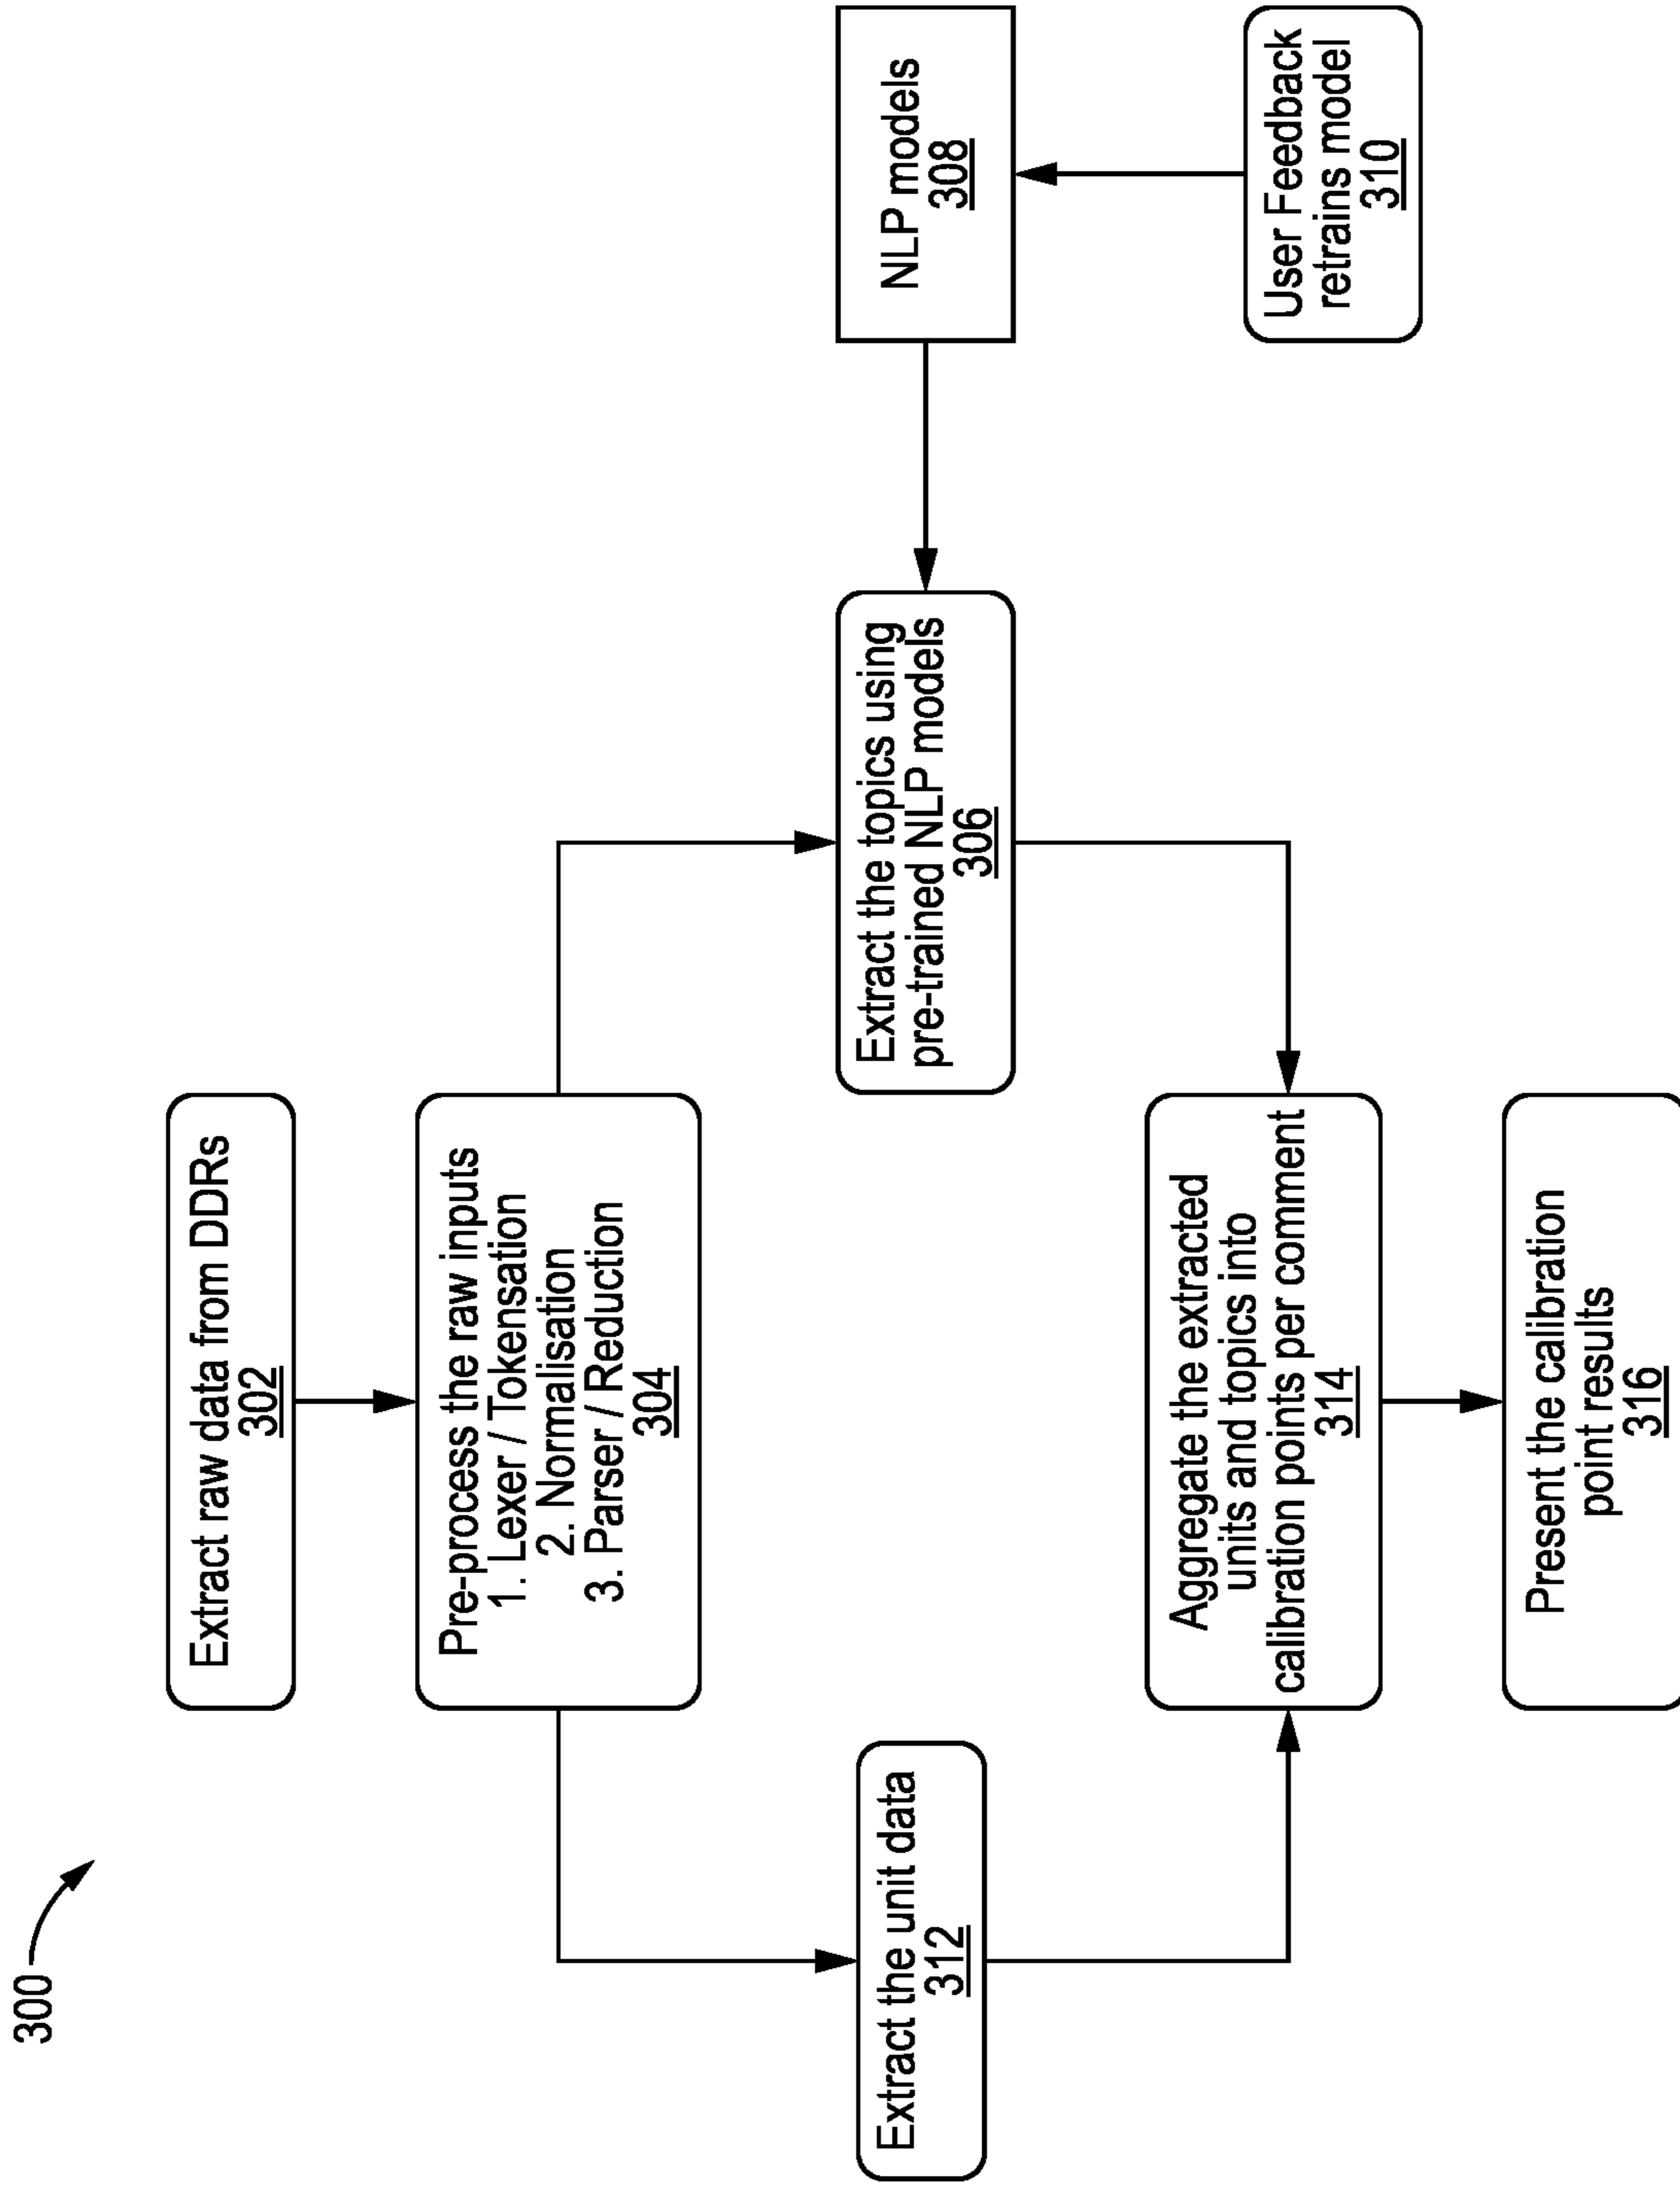 300
Extract raw data from DDRs
302
Pre-process the raw inputs
1. Lexer / Tokensation
2. Normalisation
3. Parser / Reduction
304
Extract the topics using
pre-trained NLP models
306
NLP models
308
User Feedback
retrains model
310
Extract the unit data
312
Aggregate the extracted
units and topics into
calibration points per comment
314
Present the calibration
point results
316